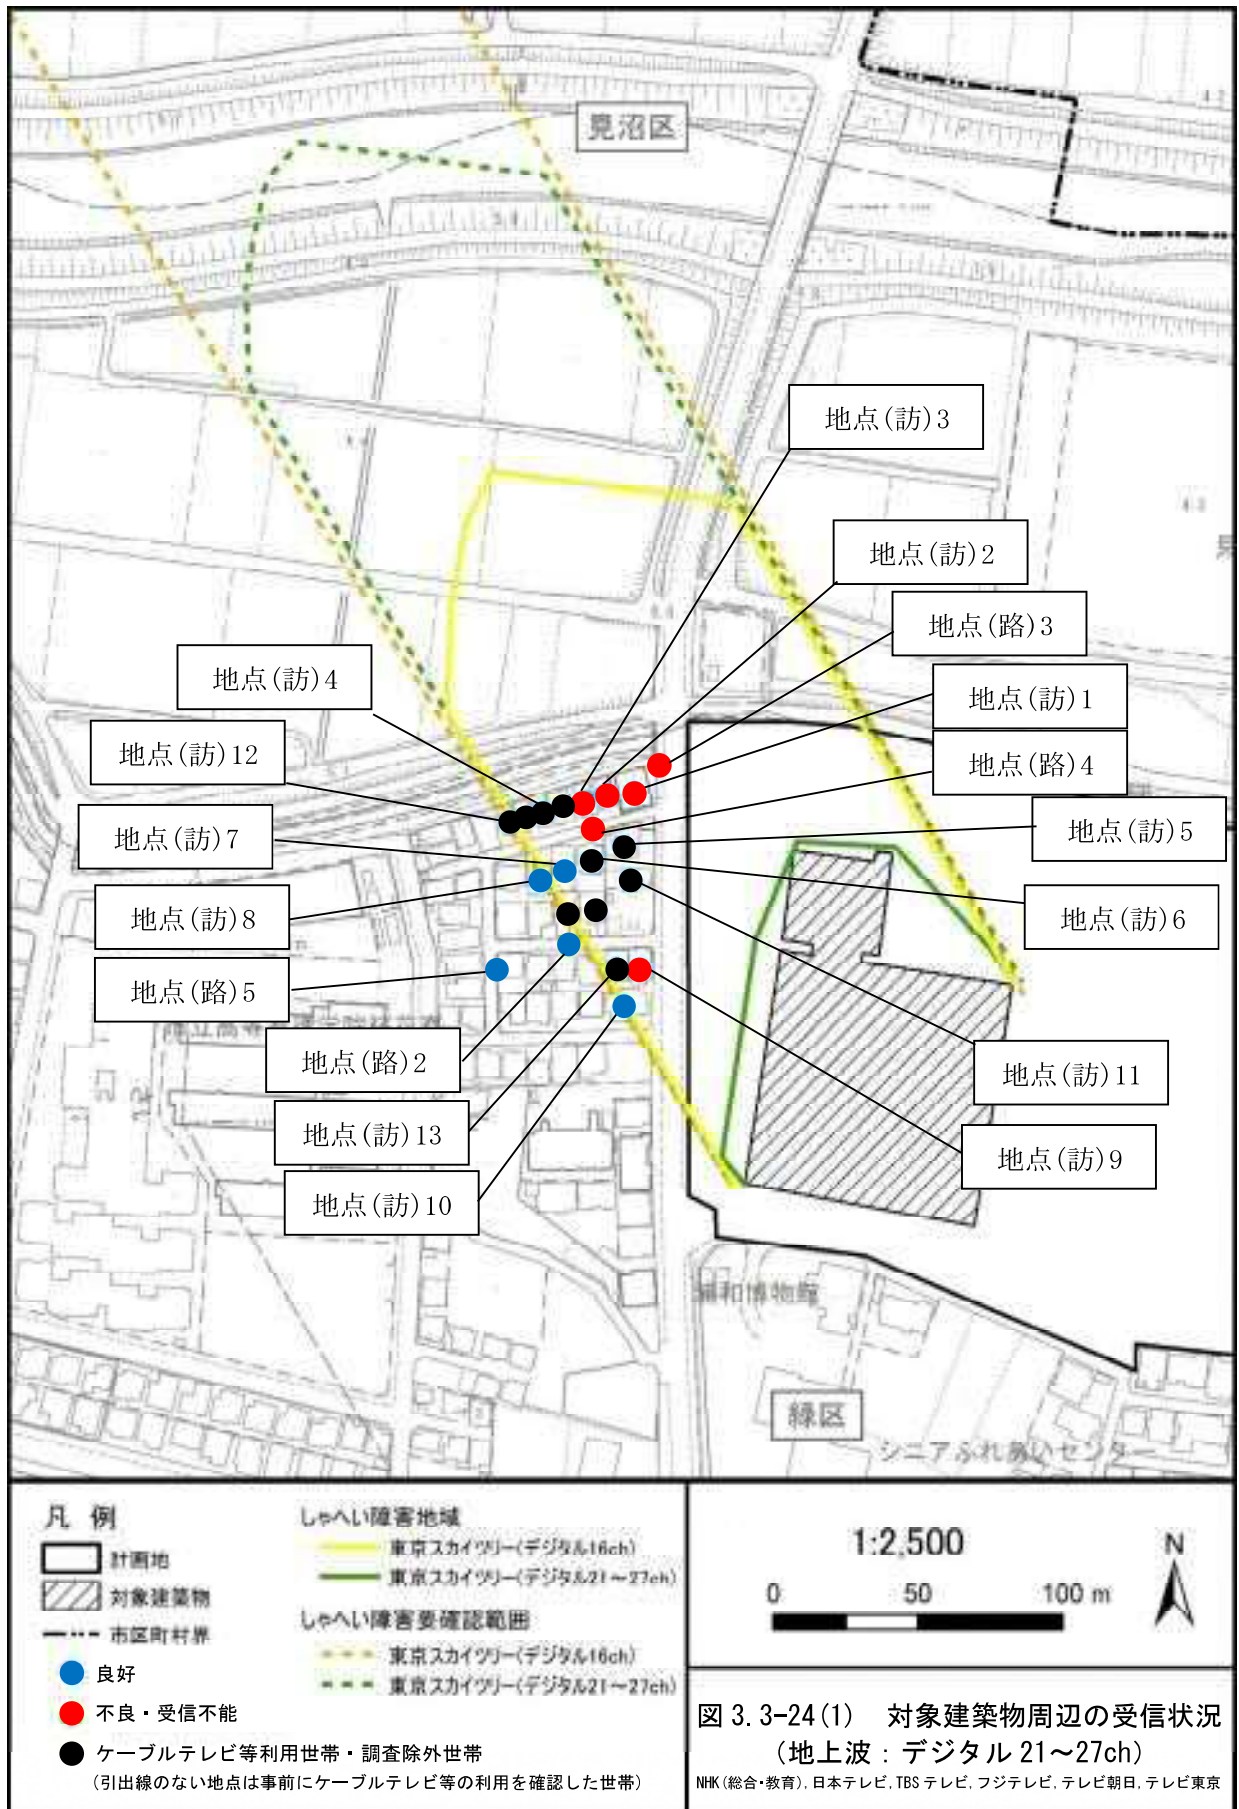 見沼区
地点(訪)3
地点(訪)2
地点(路)3
地点(訪)4
地点(訪)1
地点(訪)12
地点(路)4
地点(訪)5
地点(訪)7
地点(訪)8
地点(訪)6
地点(路)5
地点(路)2
地点(訪)11
地点(訪)13
地点(訪)9
地点(訪)10
浦和博物館
緑区
シニアふれあいセンター
凡 例
計画地
対象建築物
市区町村界
良好
不良・受信不能
ケーブルテレビ等利用世帯・調査除外世帯
(引出線のない地点は事前にケーブルテレビ等の利用を確認した世帯)
しゃへい障害地域
東京スカイツリー(デジタル16ch)
東京スカイツリー(デジタル21～27ch)
しゃへい障害要確認範囲
東京スカイツリー(デジタル16ch)
東京スカイツリー(デジタル21～27ch)
1:2,500
N
0 50 100 m
図 3.3-24(1) 対象建築物周辺の受信状況
(地上波：デジタル 21～27ch)
NHK(総合・教育), 日本テレビ, TBS テレビ, フジテレビ, テレビ朝日, テレビ東京